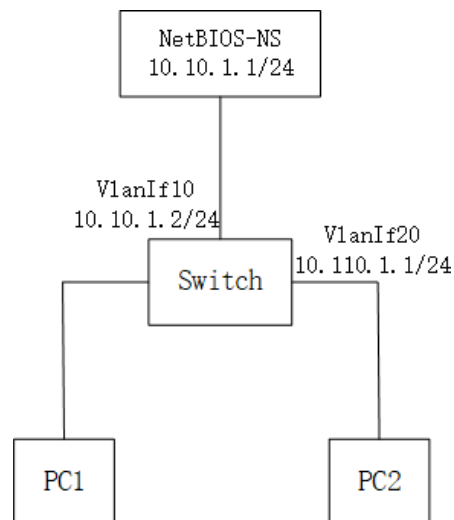 NetBIOS-NS
10.10.1.1/24
VlanIf10
10.10.1.2/24
VlanIf20
10.110.1.1/24
Switch
PC1
PC2